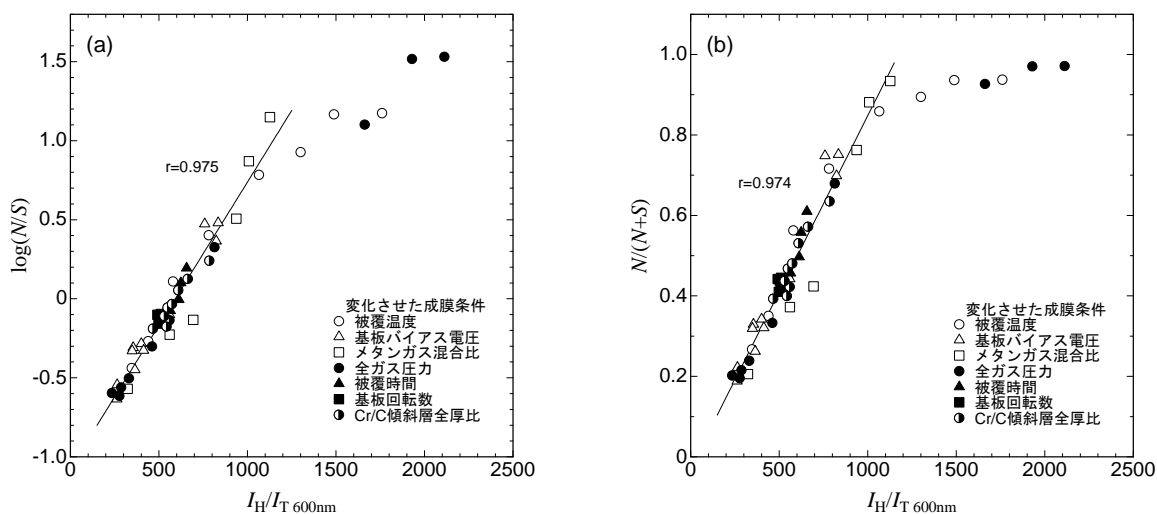 (a)
log(N/S)
1.5
1.0
0.5
0
-0.5
-1.0
r=0.975
変化させた成膜条件
被覆温度
基板バイアス電圧
メタンガス混合比
全ガス圧力
被覆時間
基板回転数
Cr/C傾斜層全厚比
0 500 1000 1500 2000 2500
I_H/I_T 600nm
(b)
N/(N+S)
1
0.8
0.6
0.4
0.2
0
r=0.974
変化させた成膜条件
被覆温度
基板バイアス電圧
メタンガス混合比
全ガス圧力
被覆時間
基板回転数
Cr/C傾斜層全厚比
0 500 1000 1500 2000 2500
I_H/I_T 600nm